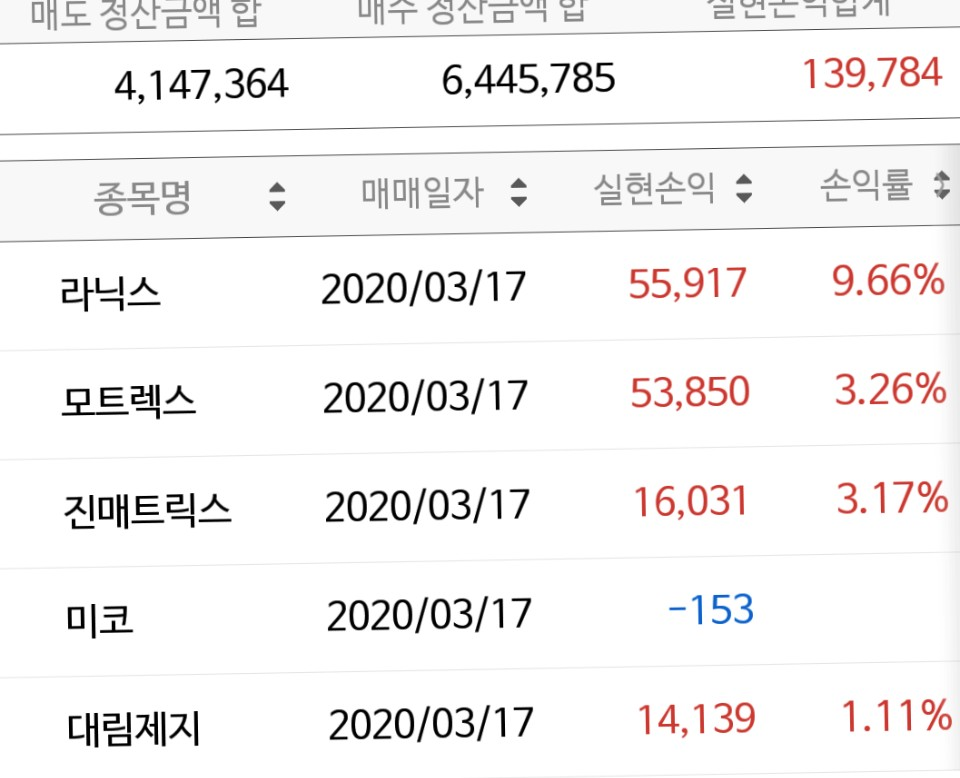 매도 정산금액 합 매수 정산금액 합 실현손익합계
4,147,364 6,445,785 139,784
종목명 매매일자 실현손익 손익률
라닉스 2020/03/17 55,917 9.66%
모트렉스 2020/03/17 53,850 3.26%
진매트릭스 2020/03/17 16,031 3.17%
미코 2020/03/17 -153
대림제지 2020/03/17 14,139 1.11%